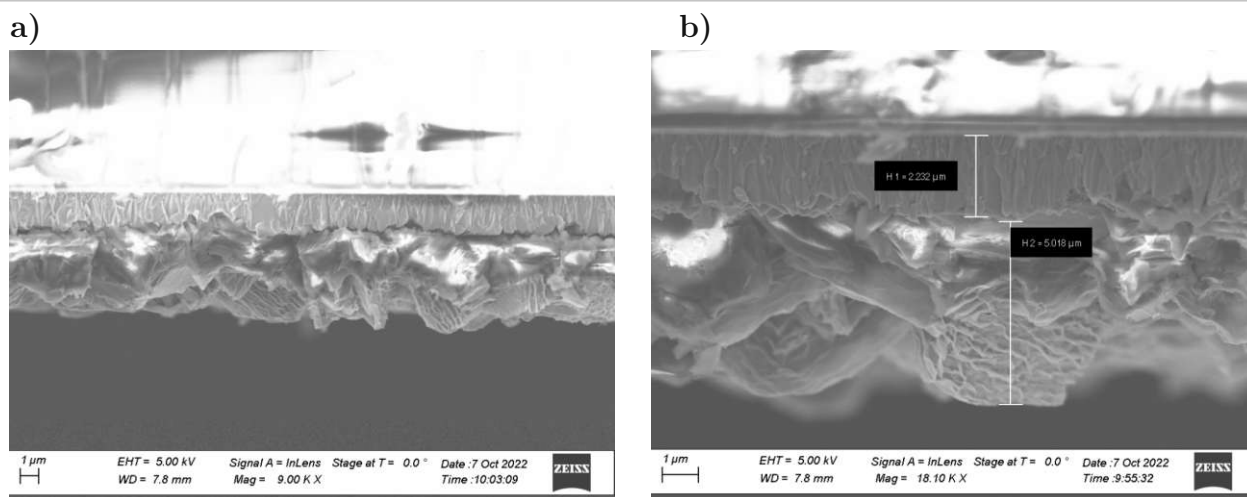 a)
b)
H 1 = 2.232 µm
H 2 = 5.018 µm
1 µm
EHT = 5.00 kV
WD = 7.8 mm
Signal A = InLens
Mag = 9.00 K X
Stage at T = 0.0 °
Date :7 Oct 2022
Time :10:03:09
ZEISS
1 µm
EHT = 5.00 kV
WD = 7.8 mm
Signal A = InLens
Mag = 18.10 K X
Stage at T = 0.0 °
Date :7 Oct 2022
Time :9:55:32
ZEISS